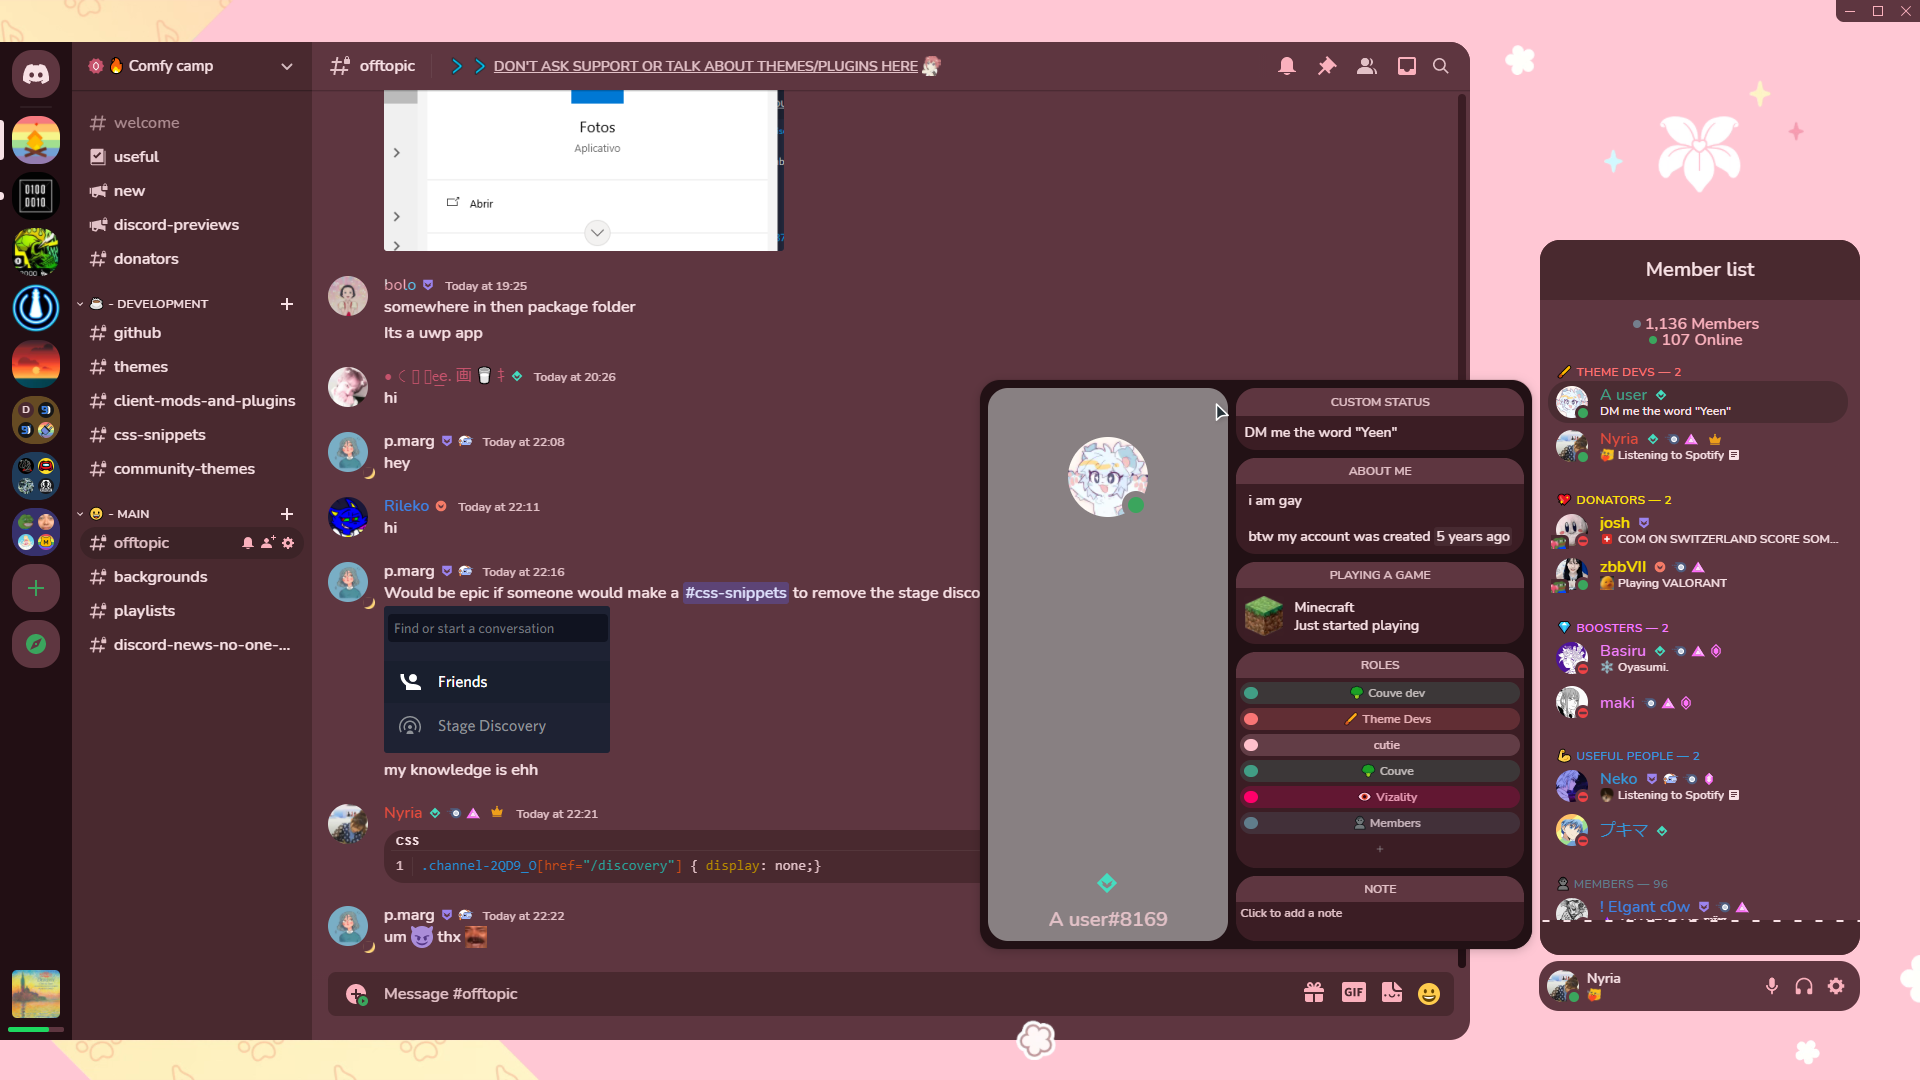 Comfy camp
welcome
useful
new
discord-previews
donators
- DEVELOPMENT
github
themes
client-mods-and-plugins
css-snippets
community-themes
- MAIN
offtopic
backgrounds
playlists
discord-news-no-one-...
offtopic
DON'T ASK SUPPORT OR TALK ABOUT THEMES/PLUGINS HERE
Fotos
Aplicativo
Abrir
bolo Today at 19:25
somewhere in then package folder
Its a uwp app
Today at 20:26
hi
p.marg Today at 22:08
hey
Rileko Today at 22:11
hi
p.marg Today at 22:16
Would be epic if someone would make a #css-snippets to remove the stage disco
Find or start a conversation
Friends
Stage Discovery
my knowledge is ehh
Nyria Today at 22:21
CSS
1 .channel-2QD9_O[href="/discovery"] { display: none;}
p.marg Today at 22:22
um thx
Message #offtopic
GIF
A user#8169
CUSTOM STATUS
DM me the word "Yeen"
ABOUT ME
i am gay
btw my account was created 5 years ago
PLAYING A GAME
Minecraft
Just started playing
ROLES
Couve dev
Theme Devs
cutie
Couve
Vizality
Members
+
NOTE
Click to add a note
Member list
1,136 Members
107 Online
THEME DEVS — 2
A user
DM me the word "Yeen"
Nyria
Listening to Spotify
DONATORS — 2
josh
COM ON SWITZERLAND SCORE SOM...
zbbVII
Playing VALORANT
BOOSTERS — 2
Basiru
Oyasumi.
maki
USEFUL PEOPLE — 2
Neko
Listening to Spotify
プキマ
MEMBERS — 96
! Elgant c0w
Nyria